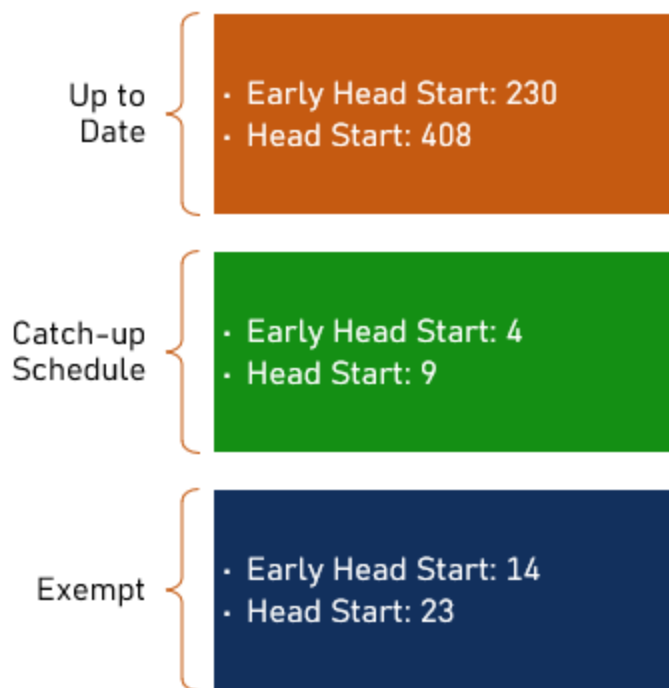 Up to
Date
· Early Head Start: 230
· Head Start: 408
Catch-up
Schedule
· Early Head Start: 4
· Head Start: 9
Exempt
· Early Head Start: 14
· Head Start: 23